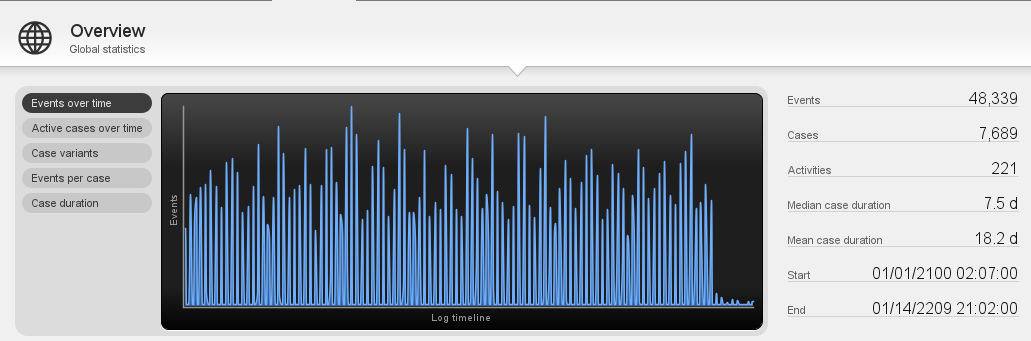 Overview
Global statistics
Events over time
Active cases over time
Case variants
Events per case
Case duration
Events
Log timeline
Events 48,339
Cases 7,689
Activities 221
Median case duration 7.5 d
Mean case duration 18.2 d
Start 01/01/2100 02:07:00
End 01/14/2209 21:02:00